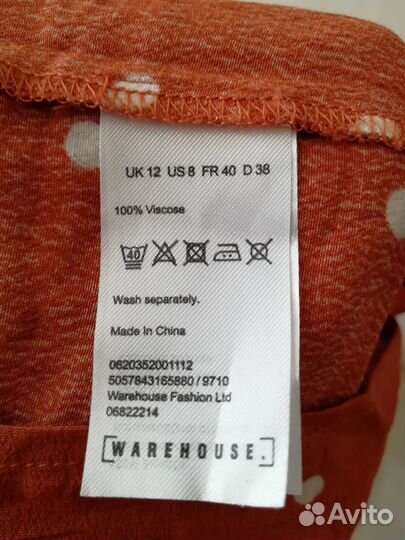 UK 12 US 8 FR 40 D 38
100% Viscose
40
Wash separately.
Made In China
0620352001112
5057843165880 / 9710
Warehouse Fashion Ltd
06822214
[WAREHOUSE.]
Avito